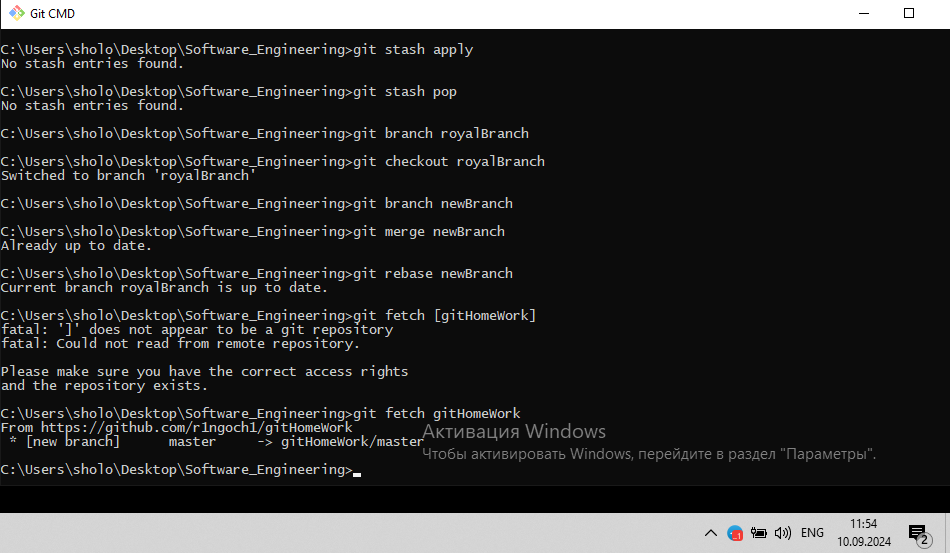 Git CMD
C:\Users\sholo\Desktop\Software_Engineering>git stash apply
No stash entries found.
C:\Users\sholo\Desktop\Software_Engineering>git stash pop
No stash entries found.
C:\Users\sholo\Desktop\Software_Engineering>git branch royalBranch
C:\Users\sholo\Desktop\Software_Engineering>git checkout royalBranch
Switched to branch 'royalBranch'
C:\Users\sholo\Desktop\Software_Engineering>git branch newBranch
C:\Users\sholo\Desktop\Software_Engineering>git merge newBranch
Already up to date.
C:\Users\sholo\Desktop\Software_Engineering>git rebase newBranch
Current branch royalBranch is up to date.
C:\Users\sholo\Desktop\Software_Engineering>git fetch [gitHomeWork]
fatal: ']' does not appear to be a git repository
fatal: Could not read from remote repository.
Please make sure you have the correct access rights
and the repository exists.
C:\Users\sholo\Desktop\Software_Engineering>git fetch gitHomeWork
From https://github.com/r1ngoch1/gitHomeWork
 * [new branch]      master     -> gitHomeWork/master
Активация Windows
Чтобы активировать Windows, перейдите в раздел "Параметры".
C:\Users\sholo\Desktop\Software_Engineering>
ENG
11:54
10.09.2024
2